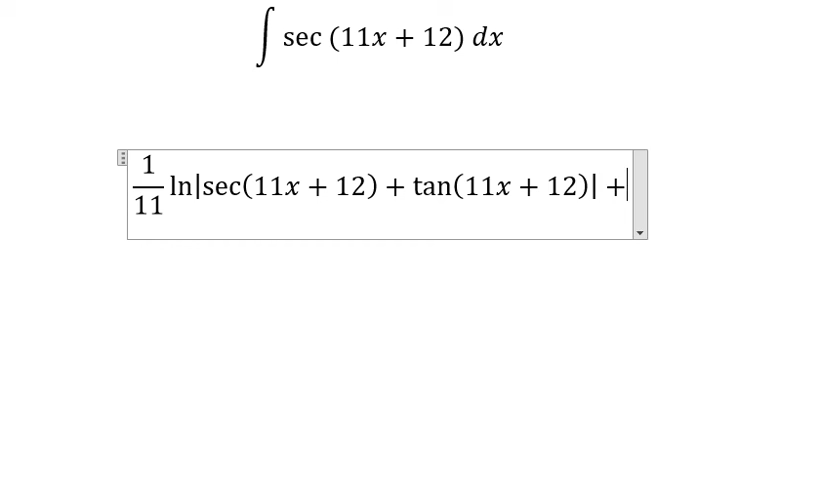 ∫ sec (11x + 12) dx
1/11 ln|sec(11x + 12) + tan(11x + 12)| +